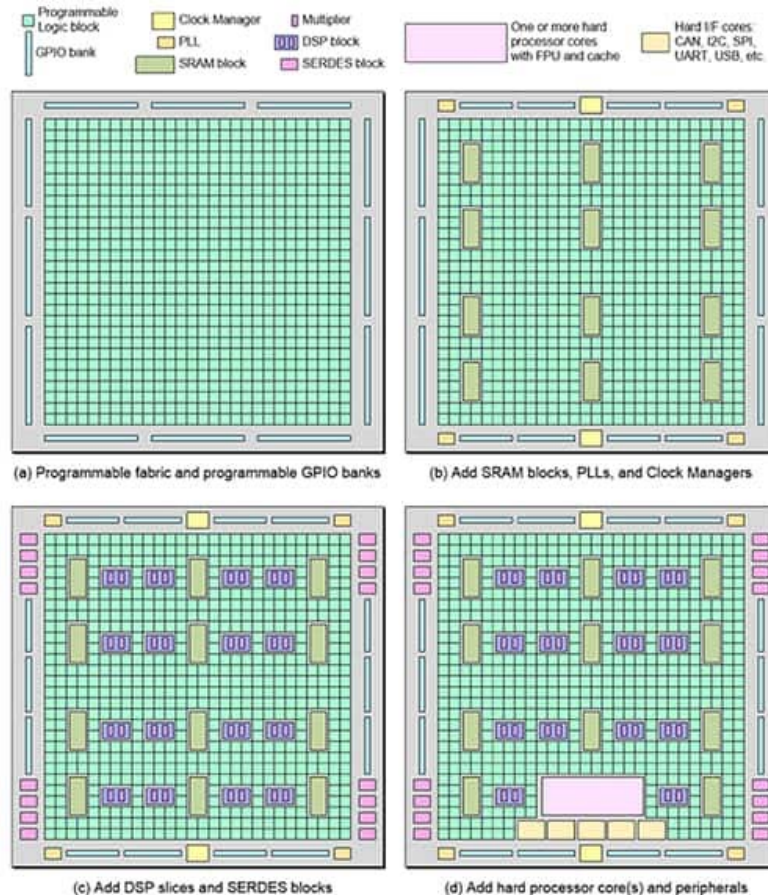 Programmable
Logic block
GPIO bank
Clock Manager
PLL
SRAM block
Multiplier
DSP block
SERDES block
One or more hard
processor cores
with FPU and cache
Hard I/F cores:
CAN, I2C, SPI,
UART, USB, etc.
(a) Programmable fabric and programmable GPIO banks
(b) Add SRAM blocks, PLLs, and Clock Managers
(c) Add DSP slices and SERDES blocks
(d) Add hard processor core(s) and peripherals